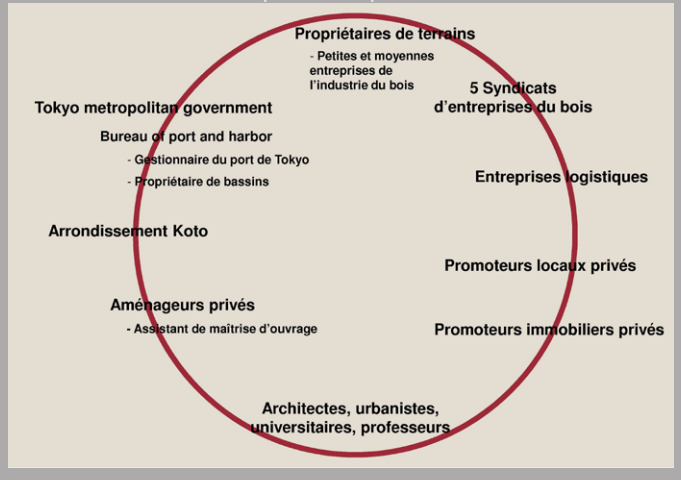 Propriétaires de terrains
- Petites et moyennes
entreprises de
l'industrie du bois
5 Syndicats
d'entreprises du bois
Tokyo metropolitan government
Bureau of port and harbor
- Gestionnaire du port de Tokyo
- Propriétaire de bassins
Entreprises logistiques
Arrondissement Koto
Promoteurs locaux privés
Aménageurs privés
- Assistant de maîtrise d'ouvrage
Promoteurs immobiliers privés
Architectes, urbanistes,
universitaires, professeurs